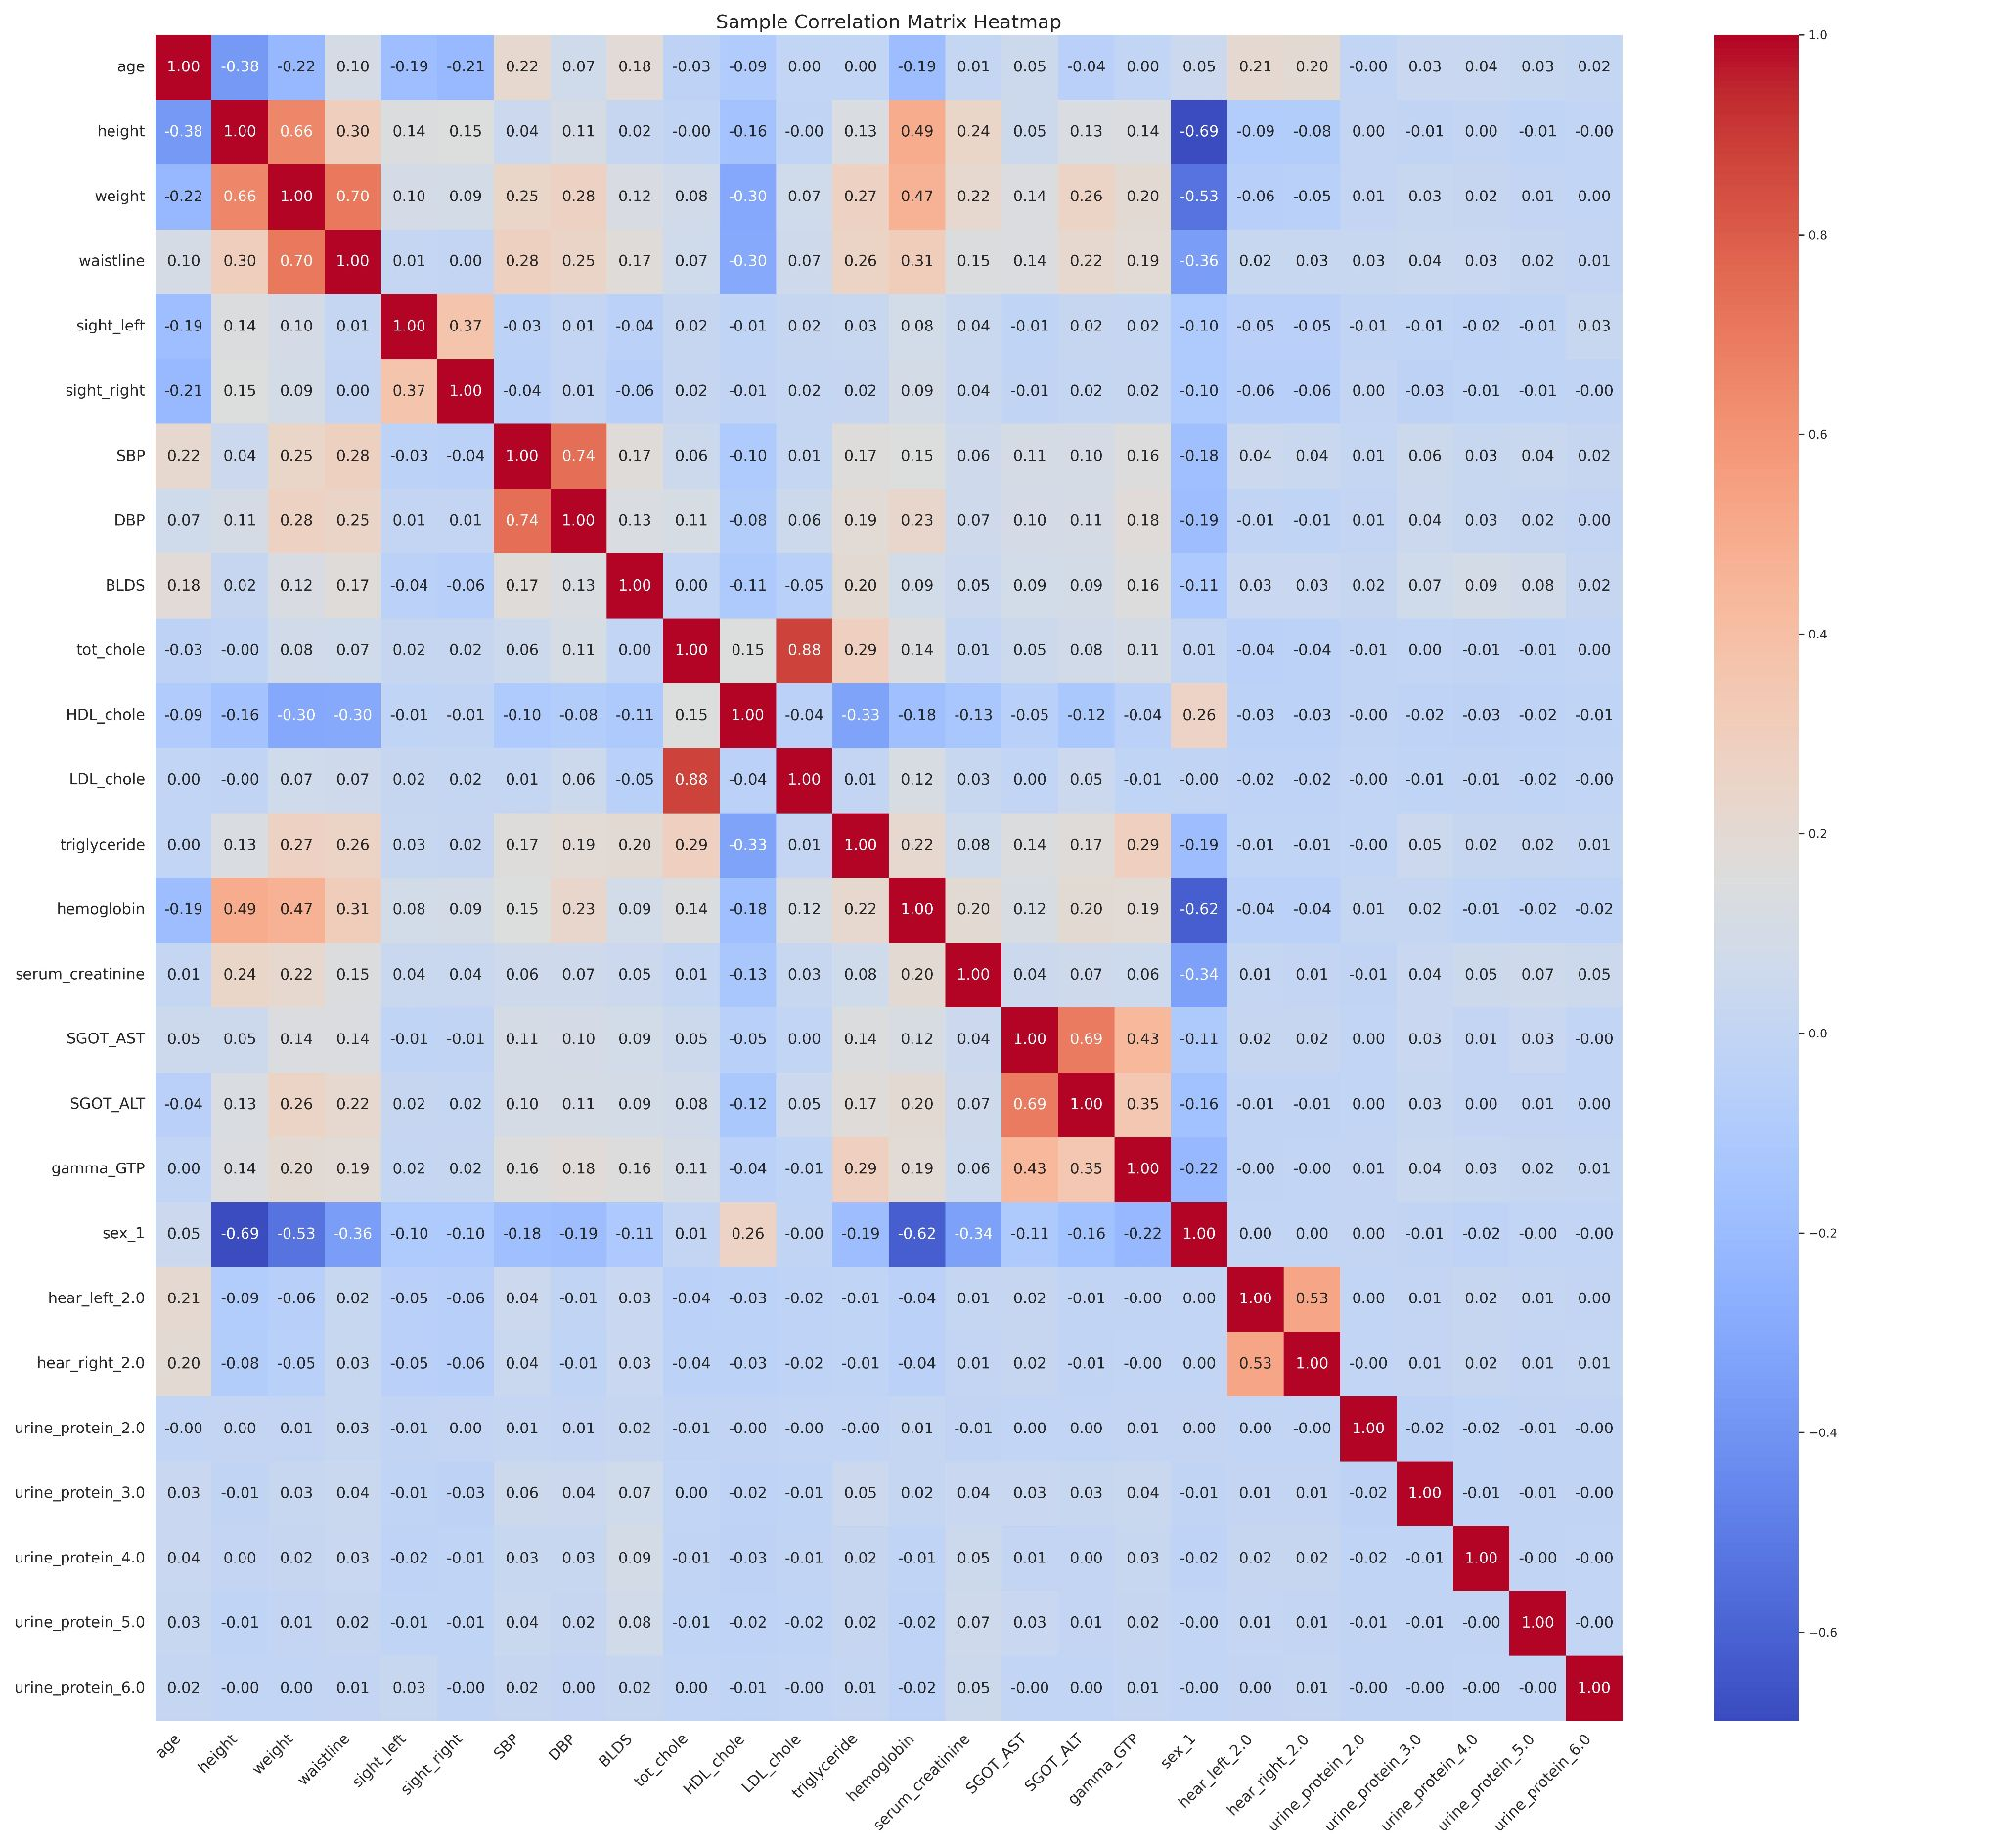 Sample Correlation Matrix Heatmap
age 1.00 -0.38 -0.22 0.10 -0.19 -0.21 0.22 0.07 0.18 -0.03 -0.09 0.00 0.00 -0.19 0.01 0.05 -0.04 0.00 0.05 0.21 0.20 -0.00 0.03 0.04 0.03 0.02
height -0.38 1.00 0.66 0.30 0.14 0.15 0.04 0.11 0.02 -0.00 -0.16 -0.00 0.13 0.49 0.24 0.05 0.13 0.14 -0.69 -0.09 -0.08 0.00 -0.01 0.00 -0.01 -0.00
weight -0.22 0.66 1.00 0.70 0.10 0.09 0.25 0.28 0.12 0.08 -0.30 0.07 0.27 0.47 0.22 0.14 0.26 0.20 -0.53 -0.06 -0.05 0.01 0.03 0.02 0.01 0.00
waistline 0.10 0.30 0.70 1.00 0.01 0.00 0.28 0.25 0.17 0.07 -0.30 0.07 0.26 0.31 0.15 0.14 0.22 0.19 -0.36 0.02 0.03 0.03 0.04 0.03 0.02 0.01
sight_left -0.19 0.14 0.10 0.01 1.00 0.37 -0.03 0.01 -0.04 0.02 -0.01 0.02 0.03 0.08 0.04 -0.01 0.02 0.02 -0.10 -0.05 -0.05 -0.01 -0.01 -0.02 -0.01 0.03
sight_right -0.21 0.15 0.09 0.00 0.37 1.00 -0.04 0.01 -0.06 0.02 -0.01 0.02 0.02 0.09 0.04 -0.01 0.02 0.02 -0.10 -0.06 -0.06 0.00 -0.03 -0.01 -0.01 -0.00
SBP 0.22 0.04 0.25 0.28 -0.03 -0.04 1.00 0.74 0.17 0.06 -0.10 0.01 0.17 0.15 0.06 0.11 0.10 0.16 -0.18 0.04 0.04 0.01 0.06 0.03 0.04 0.02
DBP 0.07 0.11 0.28 0.25 0.01 0.01 0.74 1.00 0.13 0.11 -0.08 0.06 0.19 0.23 0.07 0.10 0.11 0.18 -0.19 -0.01 -0.01 0.01 0.04 0.03 0.02 0.00
BLDS 0.18 0.02 0.12 0.17 -0.04 -0.06 0.17 0.13 1.00 0.00 -0.11 -0.05 0.20 0.09 0.05 0.09 0.09 0.16 -0.11 0.03 0.03 0.02 0.07 0.09 0.08 0.02
tot_chole -0.03 -0.00 0.08 0.07 0.02 0.02 0.06 0.11 0.00 1.00 0.15 0.88 0.29 0.14 0.01 0.05 0.08 0.11 0.01 -0.04 -0.04 -0.01 0.00 -0.01 -0.01 0.00
HDL_chole -0.09 -0.16 -0.30 -0.30 -0.01 -0.01 -0.10 -0.08 -0.11 0.15 1.00 -0.04 -0.33 -0.18 -0.13 -0.05 -0.12 -0.04 0.26 -0.03 -0.03 -0.00 -0.02 -0.03 -0.02 -0.01
LDL_chole 0.00 -0.00 0.07 0.07 0.02 0.02 0.01 0.06 -0.05 0.88 -0.04 1.00 0.01 0.12 0.03 0.00 0.05 -0.01 -0.00 -0.02 -0.02 -0.00 -0.01 -0.01 -0.02 -0.00
triglyceride 0.00 0.13 0.27 0.26 0.03 0.02 0.17 0.19 0.20 0.29 -0.33 0.01 1.00 0.22 0.08 0.14 0.17 0.29 -0.19 -0.01 -0.01 -0.00 0.05 0.02 0.02 0.01
hemoglobin -0.19 0.49 0.47 0.31 0.08 0.09 0.15 0.23 0.09 0.14 -0.18 0.12 0.22 1.00 0.20 0.12 0.20 0.19 -0.62 -0.04 -0.04 0.01 0.02 -0.01 -0.02 -0.02
serum_creatinine 0.01 0.24 0.22 0.15 0.04 0.04 0.06 0.07 0.05 0.01 -0.13 0.03 0.08 0.20 1.00 0.04 0.07 0.06 -0.34 0.01 0.01 -0.01 0.04 0.05 0.07 0.05
SGOT_AST 0.05 0.05 0.14 0.14 -0.01 -0.01 0.11 0.10 0.09 0.05 -0.05 0.00 0.14 0.12 0.04 1.00 0.69 0.43 -0.11 0.02 0.02 0.00 0.03 0.01 0.03 -0.00
SGOT_ALT -0.04 0.13 0.26 0.22 0.02 0.02 0.10 0.11 0.09 0.08 -0.12 0.05 0.17 0.20 0.07 0.69 1.00 0.35 -0.16 -0.01 -0.01 0.00 0.03 0.00 0.01 0.00
gamma_GTP 0.00 0.14 0.20 0.19 0.02 0.02 0.16 0.18 0.16 0.11 -0.04 -0.01 0.29 0.19 0.06 0.43 0.35 1.00 -0.22 -0.00 -0.00 0.01 0.04 0.03 0.02 0.01
sex_1 0.05 -0.69 -0.53 -0.36 -0.10 -0.10 -0.18 -0.19 -0.11 0.01 0.26 -0.00 -0.19 -0.62 -0.34 -0.11 -0.16 -0.22 1.00 0.00 0.00 0.00 -0.01 -0.02 -0.00 -0.00
hear_left_2.0 0.21 -0.09 -0.06 0.02 -0.05 -0.06 0.04 -0.01 0.03 -0.04 -0.03 -0.02 -0.01 -0.04 0.01 0.02 -0.01 -0.00 0.00 1.00 0.53 0.00 0.01 0.02 0.01 0.00
hear_right_2.0 0.20 -0.08 -0.05 0.03 -0.05 -0.06 0.04 -0.01 0.03 -0.04 -0.03 -0.02 -0.01 -0.04 0.01 0.02 -0.01 -0.00 0.00 0.53 1.00 -0.00 0.01 0.02 0.01 0.01
urine_protein_2.0 -0.00 0.00 0.01 0.03 -0.01 0.00 0.01 0.01 0.02 -0.01 -0.00 -0.00 -0.00 0.01 -0.01 0.00 0.00 0.01 0.00 0.00 -0.00 1.00 -0.02 -0.02 -0.01 -0.00
urine_protein_3.0 0.03 -0.01 0.03 0.04 -0.01 -0.03 0.06 0.04 0.07 0.00 -0.02 -0.01 0.05 0.02 0.04 0.03 0.03 0.04 -0.01 0.01 0.01 -0.02 1.00 -0.01 -0.01 -0.00
urine_protein_4.0 0.04 0.00 0.02 0.03 -0.02 -0.01 0.03 0.03 0.09 -0.01 -0.03 -0.01 0.02 -0.01 0.05 0.01 0.00 0.03 -0.02 0.02 0.02 -0.02 -0.01 1.00 -0.00 -0.00
urine_protein_5.0 0.03 -0.01 0.01 0.02 -0.01 -0.01 0.04 0.02 0.08 -0.01 -0.02 -0.02 0.02 -0.02 0.07 0.03 0.01 0.02 -0.00 0.01 0.01 -0.01 -0.01 -0.00 1.00 -0.00
urine_protein_6.0 0.02 -0.00 0.00 0.01 0.03 -0.00 0.02 0.00 0.02 0.00 -0.01 -0.00 0.01 -0.02 0.05 -0.00 0.00 0.01 -0.00 0.00 0.01 -0.00 -0.00 -0.00 -0.00 1.00
age height weight waistline sight_left sight_right SBP DBP BLDS tot_chole HDL_chole LDL_chole triglyceride hemoglobin serum_creatinine SGOT_AST SGOT_ALT gamma_GTP sex_1 hear_left_2.0 hear_right_2.0 urine_protein_2.0 urine_protein_3.0 urine_protein_4.0 urine_protein_5.0 urine_protein_6.0
1.0
0.8
0.6
0.4
0.2
0.0
−0.2
−0.4
−0.6